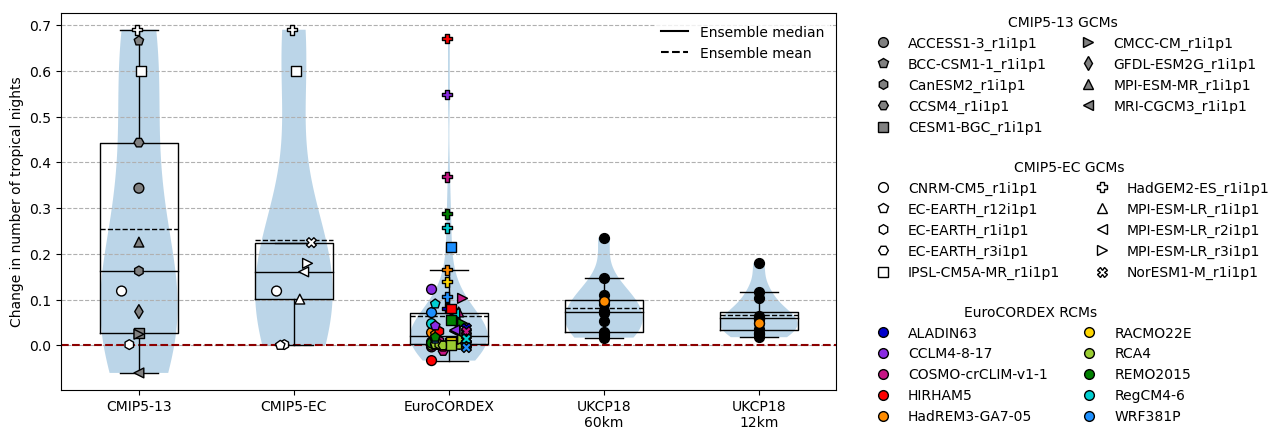 Change in number of tropical nights
0.7
0.6
0.5
0.4
0.3
0.2
0.1
0.0
Ensemble median
Ensemble mean
CMIP5-13
CMIP5-EC
EuroCORDEX
UKCP18
60km
UKCP18
12km
CMIP5-13 GCMs
ACCESS1-3_r1i1p1
BCC-CSM1-1_r1i1p1
CanESM2_r1i1p1
CCSM4_r1i1p1
CESM1-BGC_r1i1p1
CMCC-CM_r1i1p1
GFDL-ESM2G_r1i1p1
MPI-ESM-MR_r1i1p1
MRI-CGCM3_r1i1p1
CMIP5-EC GCMs
CNRM-CM5_r1i1p1
EC-EARTH_r12i1p1
EC-EARTH_r1i1p1
EC-EARTH_r3i1p1
IPSL-CM5A-MR_r1i1p1
HadGEM2-ES_r1i1p1
MPI-ESM-LR_r1i1p1
MPI-ESM-LR_r2i1p1
MPI-ESM-LR_r3i1p1
NorESM1-M_r1i1p1
EuroCORDEX RCMs
ALADIN63
CCLM4-8-17
COSMO-crCLIM-v1-1
HIRHAM5
HadREM3-GA7-05
RACMO22E
RCA4
REMO2015
RegCM4-6
WRF381P